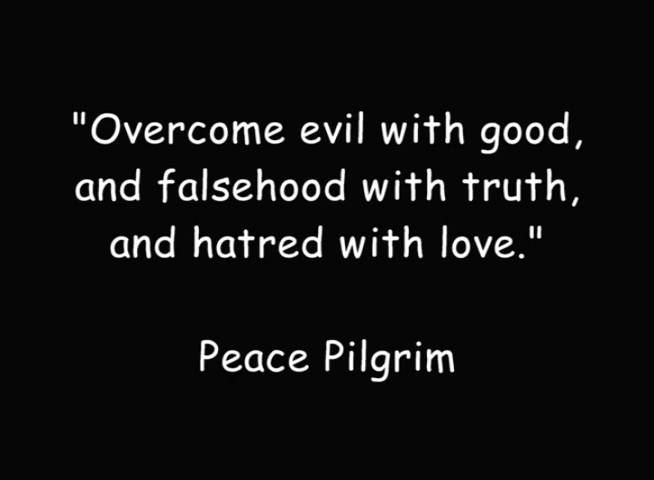 "Overcome evil with good,
and falsehood with truth,
and hatred with love."
Peace Pilgrim